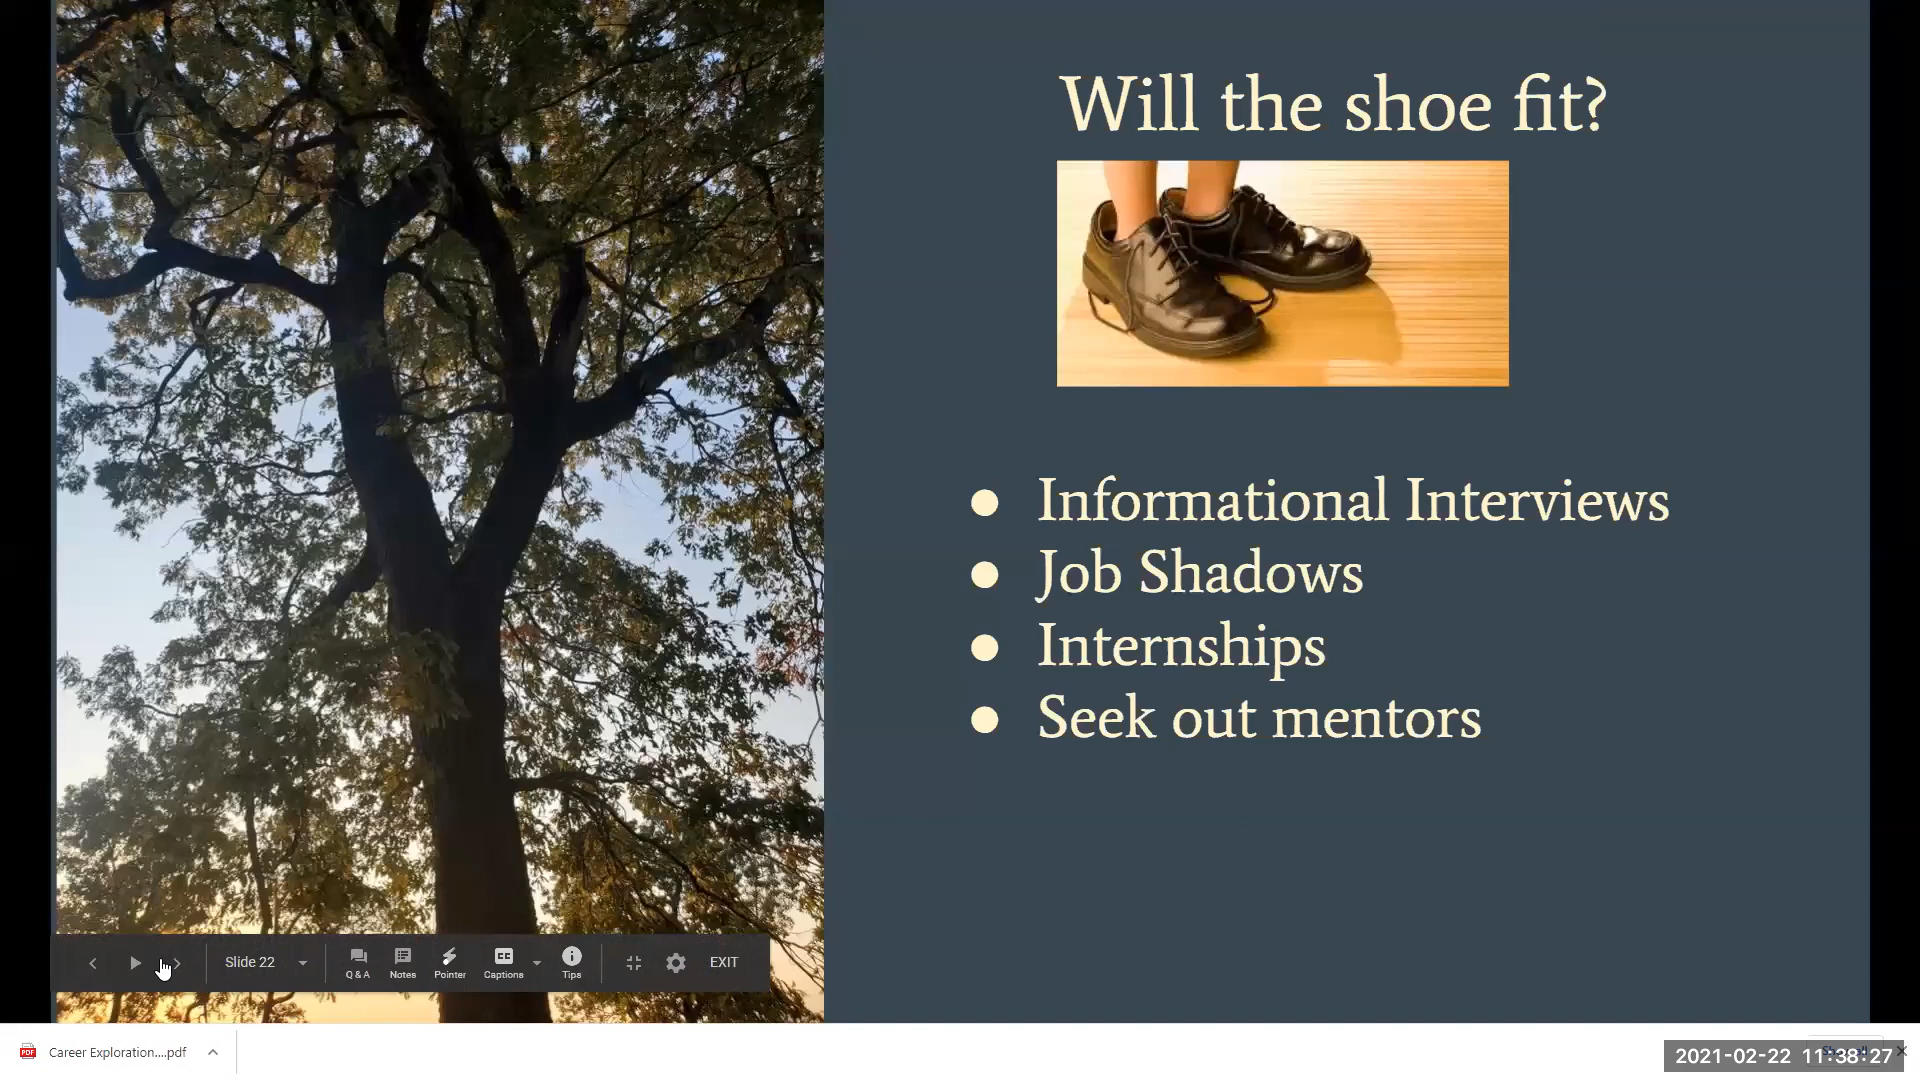 Will the shoe fit?
● Informational Interviews
● Job Shadows
● Internships
● Seek out mentors
Slide 22
Q & A
Notes
Pointer
Captions
Tips
EXIT
PDF
Career Exploration....pdf
2021-02-22 11:38:27